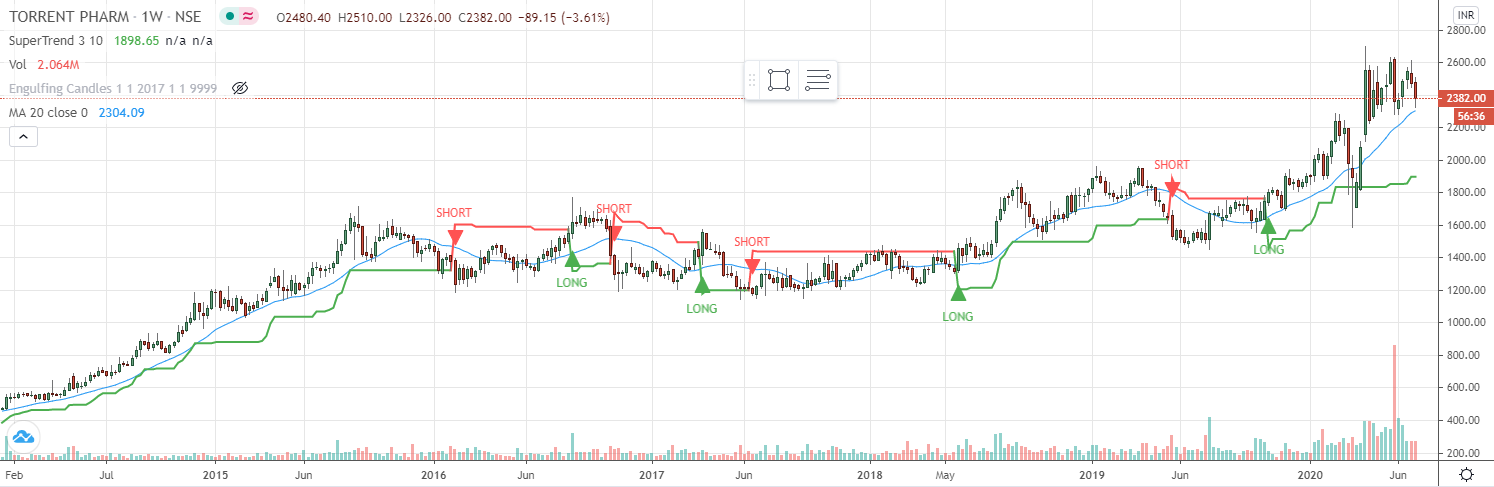 TORRENT PHARM · 1W · NSE O2480.40 H2510.00 L2326.00 C2382.00 −89.15 (−3.61%)
INR
SuperTrend 3 10 1898.65 n/a n/a
Vol 2.064M
Engulfing Candles 1 1 2017 1 1 9999
MA 20 close 0 2304.09
2800.00
2600.00
2382.00
56:36
2200.00
2000.00
1800.00
1600.00
1400.00
1200.00
1000.00
800.00
600.00
400.00
200.00
SHORT
LONG
SHORT
LONG
SHORT
LONG
SHORT
LONG
Feb Jul 2015 Jun 2016 Jun 2017 Jun 2018 May 2019 Jun 2020 Jun